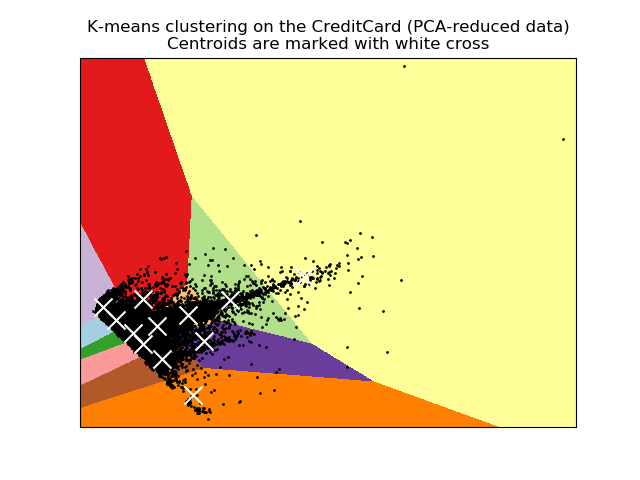 K-means clustering on the CreditCard (PCA-reduced data)
Centroids are marked with white cross